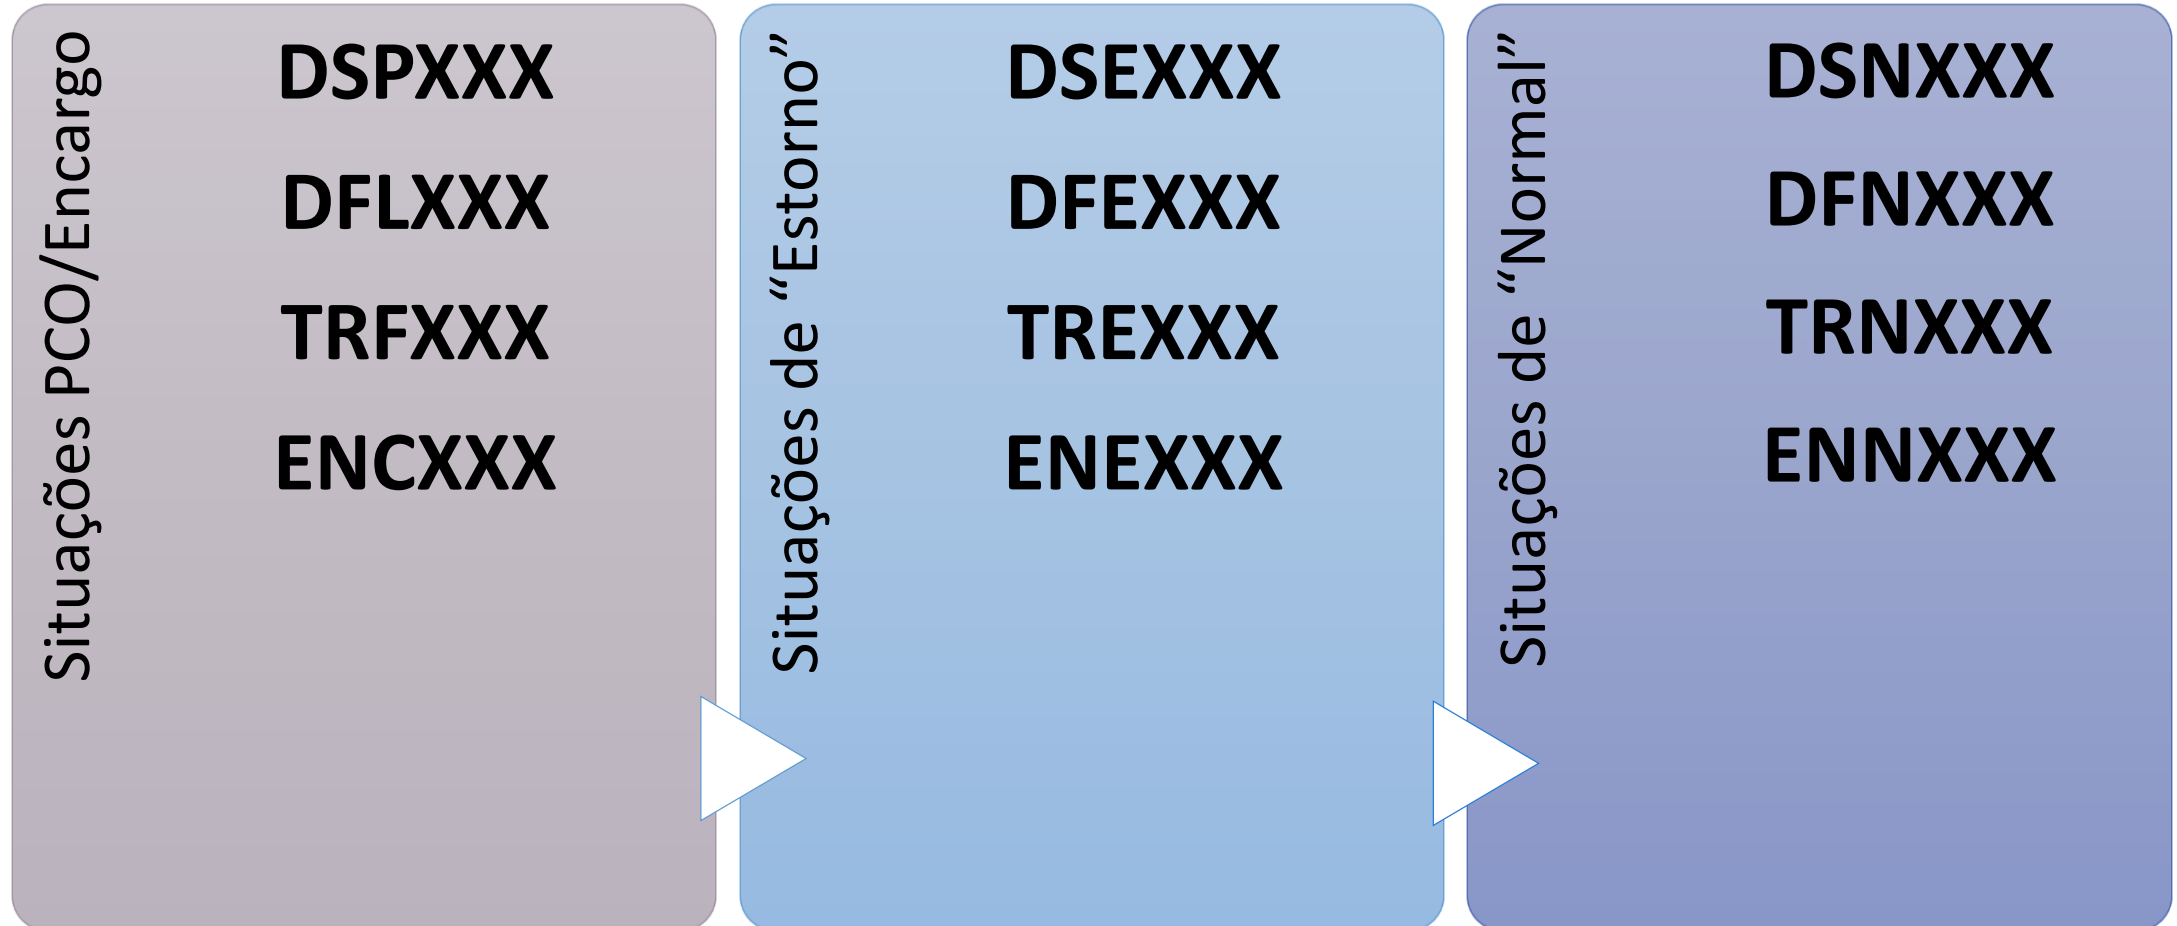 Situações PCO/Encargo
DSPXXX
DFLXXX
TRFXXX
ENCXXX
Situações de “Estorno”
DSEXXX
DFEXXX
TREXXX
ENEXXX
Situações de “Normal”
DSNXXX
DFNXXX
TRNXXX
ENNXXX